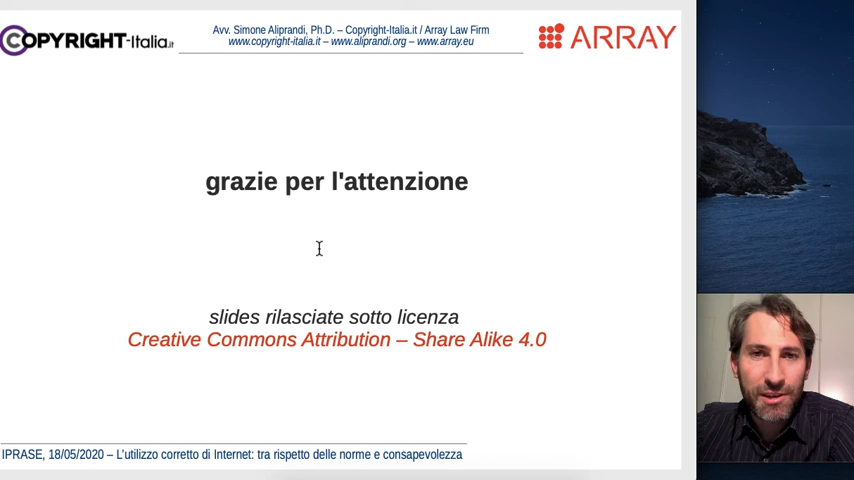 COPYRIGHT-Italia.it
Avv. Simone Aliprandi, Ph.D. – Copyright-Italia.it / Array Law Firm
www.copyright-italia.it – www.aliprandi.org – www.array.eu
ARRAY
grazie per l'attenzione
slides rilasciate sotto licenza
Creative Commons Attribution – Share Alike 4.0
IPRASE, 18/05/2020 – L'utilizzo corretto di Internet: tra rispetto delle norme e consapevolezza